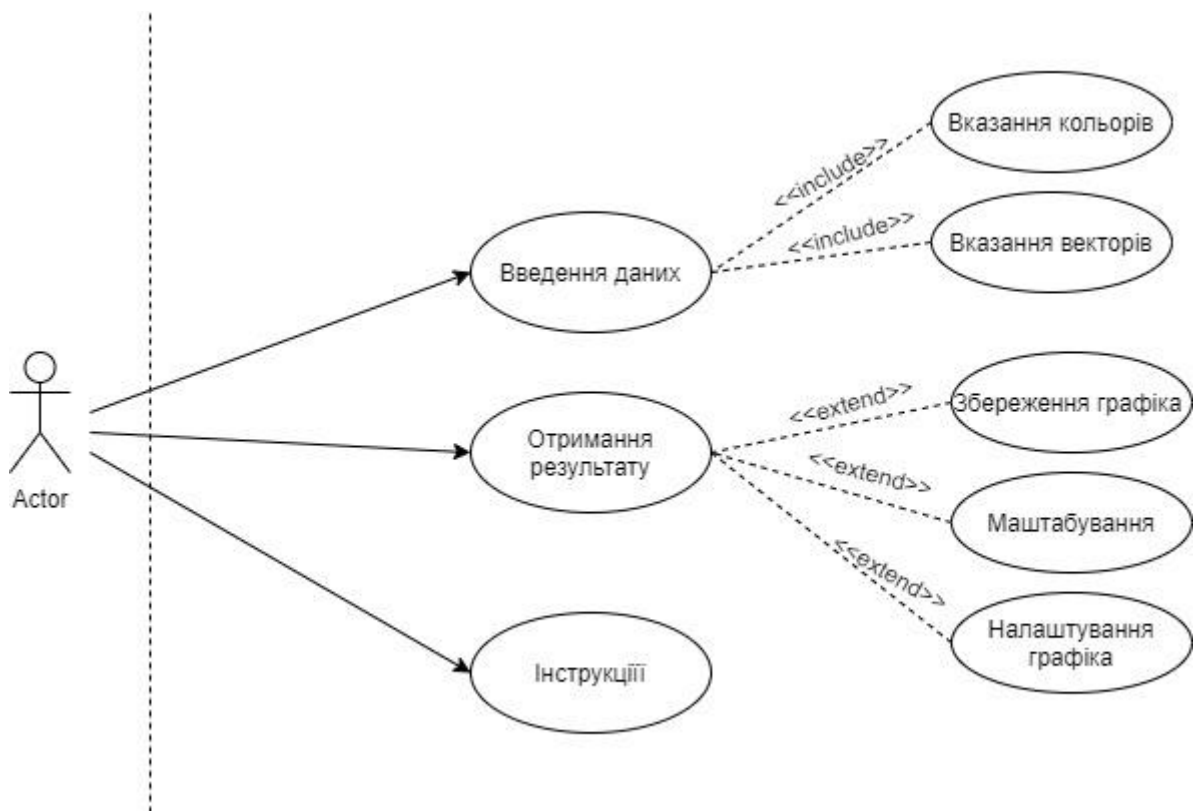 Вказання кольорів
<<include>>
<<include>>
Вказання векторів
Введення даних
Збереження графіка
<<extend>>
Отримання
результату
<<extend>>
Actor
Маштабування
<<extend>>
Налаштування
графіка
Інструкціїї